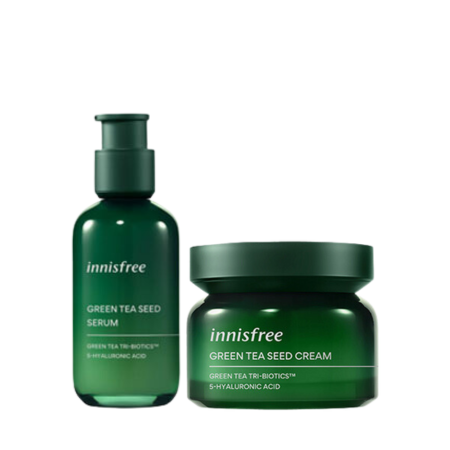 innisfree
GREEN TEA SEED
SERUM
GREEN TEA TRI-BIOTICS™
5-HYALURONIC ACID
innisfree
GREEN TEA SEED CREAM
GREEN TEA TRI-BIOTICS™
5-HYALURONIC ACID